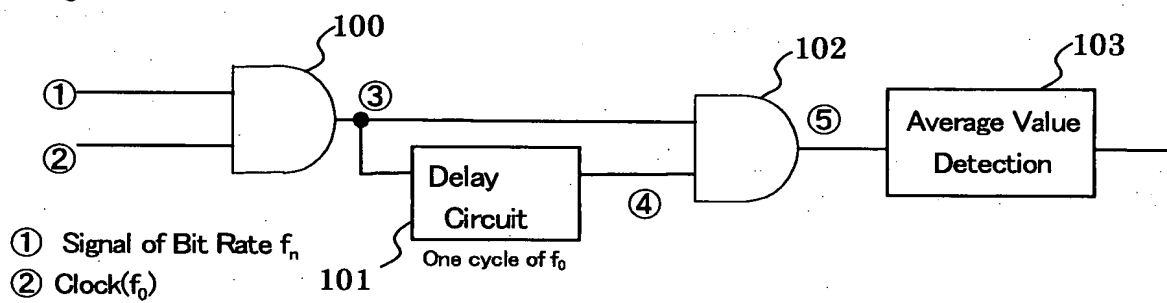 100
102
103
①
③
⑤
Average Value
Detection
②
Delay
Circuit
④
① Signal of Bit Rate fn
101
One cycle of f0
② Clock(f0)